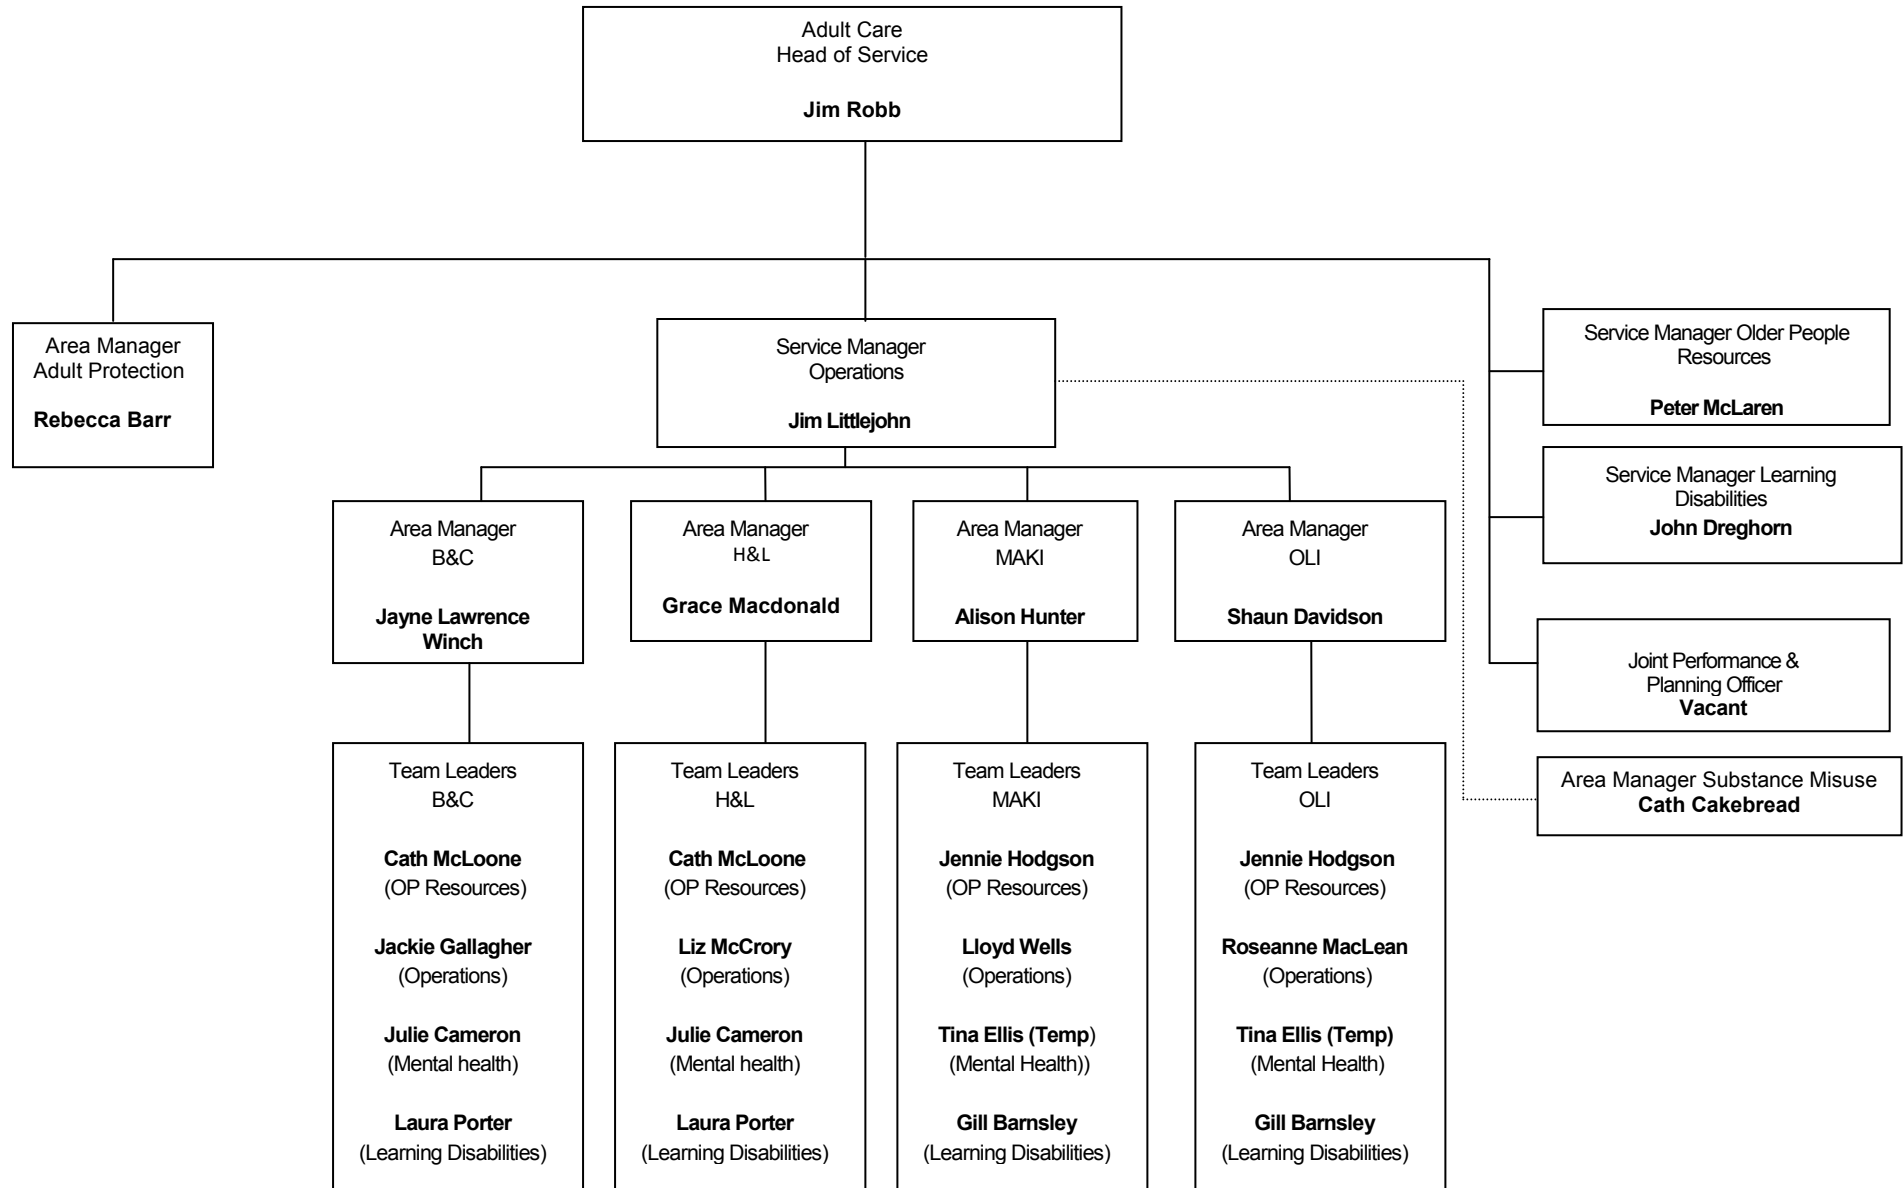 Adult Care
Head of Service
Jim Robb
Area Manager
Adult Protection
Rebecca Barr
Service Manager
Operations
Jim Littlejohn
Service Manager Older People
Resources
Peter McLaren
Service Manager Learning
Disabilities
John Dreghorn
Joint Performance &
Planning Officer
Vacant
Area Manager Substance Misuse
Cath Cakebread
Area Manager
B&C
Jayne Lawrence
Winch
Area Manager
H&L
Grace Macdonald
Area Manager
MAKI
Alison Hunter
Area Manager
OLI
Shaun Davidson
Team Leaders
B&C
Cath McLoone
(OP Resources)
Jackie Gallagher
(Operations)
Julie Cameron
(Mental health)
Laura Porter
(Learning Disabilities)
Team Leaders
H&L
Cath McLoone
(OP Resources)
Liz McCrory
(Operations)
Julie Cameron
(Mental health)
Laura Porter
(Learning Disabilities)
Team Leaders
MAKI
Jennie Hodgson
(OP Resources)
Lloyd Wells
(Operations)
Tina Ellis (Temp)
(Mental Health))
Gill Barnsley
(Learning Disabilities)
Team Leaders
OLI
Jennie Hodgson
(OP Resources)
Roseanne MacLean
(Operations)
Tina Ellis (Temp)
(Mental Health)
Gill Barnsley
(Learning Disabilities)